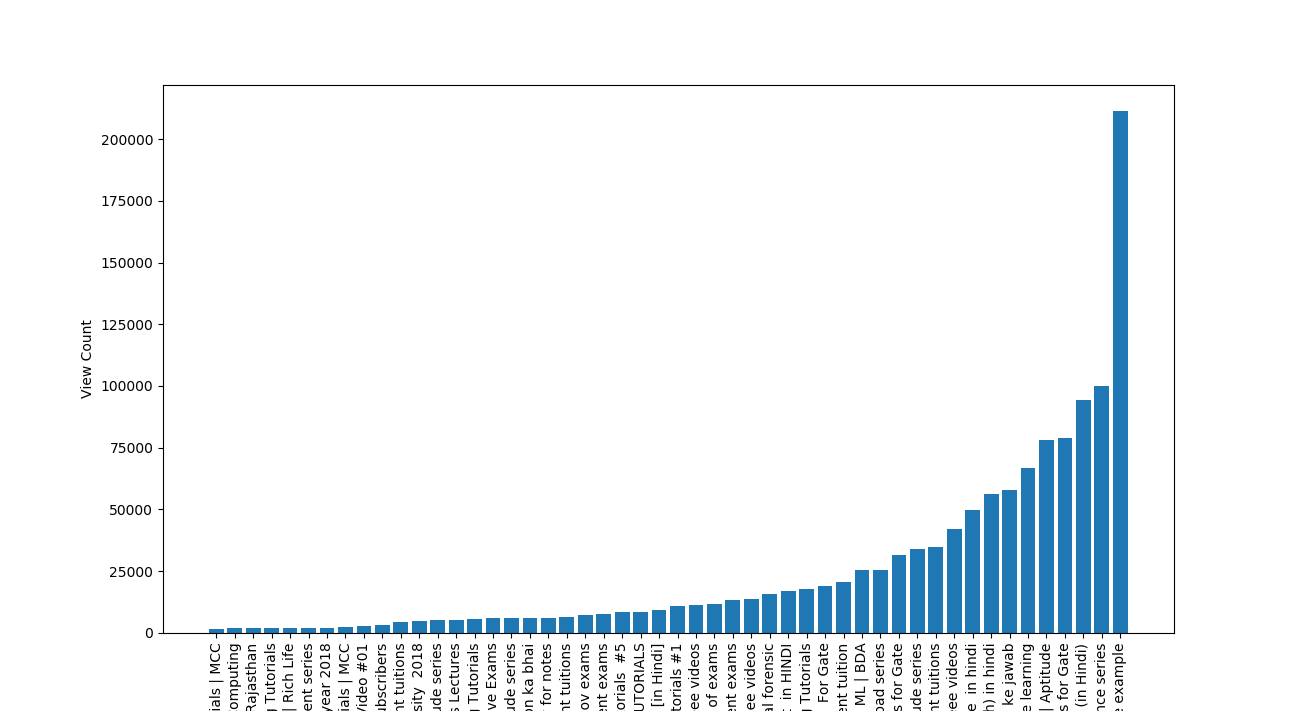 200000
175000
150000
125000
100000
75000
50000
25000
0
View Count
ials | MCC
omputing
Rajasthan
Tutorials
| Rich Life
ent series
year 2018
ials | MCC
Video #01
ubscribers
nt tuitions
sity 2018
ude series
s Lectures
Tutorials
ve Exams
ude series
on ka bhai
for notes
nt tuitions
ov exams
ent exams
torials #5
UTORIALS
[in Hindi]
torials #1
ee videos
of exams
ent exams
ee videos
al forensic
in HINDI
Tutorials
For Gate
ent tuition
ML | BDA
oad series
s for Gate
ude series
nt tuitions
ee videos
e in hindi
h) in hindi
ke jawab
e learning
| Aptitude
s for Gate
(in Hindi)
nce series
example